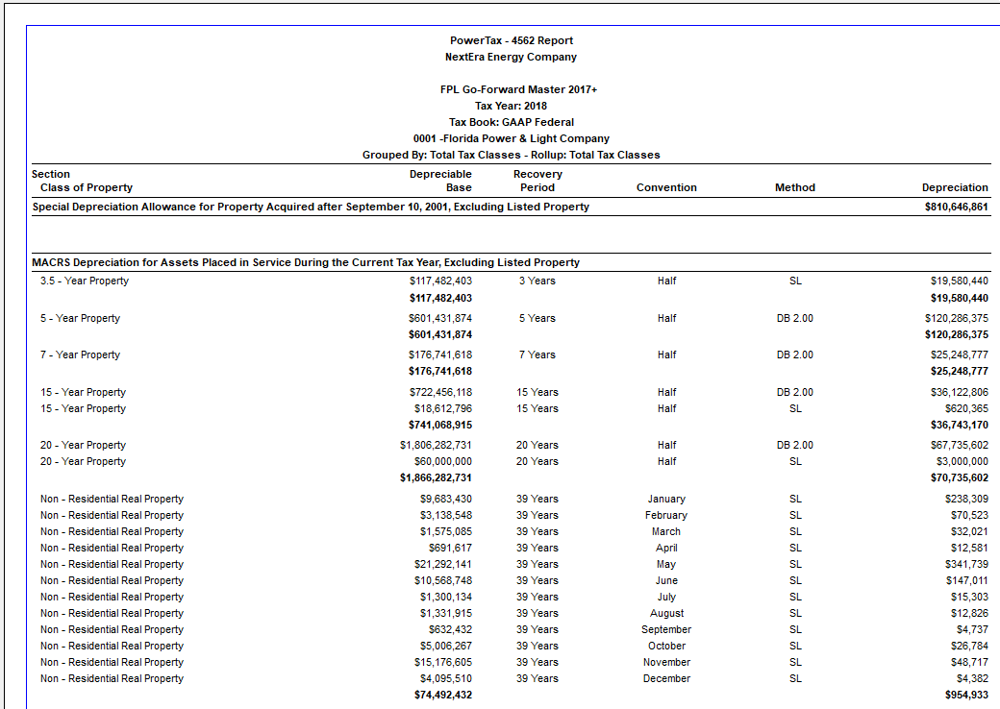 PowerTax - 4562 Report
NextEra Energy Company
FPL Go-Forward Master 2017+
Tax Year: 2018
Tax Book: GAAP Federal
0001 -Florida Power & Light Company
Grouped By: Total Tax Classes - Rollup: Total Tax Classes
Section Depreciable Recovery
Class of Property Base Period Convention Method Depreciation
Special Depreciation Allowance for Property Acquired after September 10, 2001, Excluding Listed Property $810,646,861
MACRS Depreciation for Assets Placed in Service During the Current Tax Year, Excluding Listed Property
3.5 - Year Property $117,482,403 3 Years Half SL $19,580,440
$117,482,403 $19,580,440
5 - Year Property $601,431,874 5 Years Half DB 2.00 $120,286,375
$601,431,874 $120,286,375
7 - Year Property $176,741,618 7 Years Half DB 2.00 $25,248,777
$176,741,618 $25,248,777
15 - Year Property $722,456,118 15 Years Half DB 2.00 $36,122,806
15 - Year Property $18,612,796 15 Years Half SL $620,365
$741,068,915 $36,743,170
20 - Year Property $1,806,282,731 20 Years Half DB 2.00 $67,735,602
20 - Year Property $60,000,000 20 Years Half SL $3,000,000
$1,866,282,731 $70,735,602
Non - Residential Real Property $9,683,430 39 Years January SL $238,309
Non - Residential Real Property $3,138,548 39 Years February SL $70,523
Non - Residential Real Property $1,575,085 39 Years March SL $32,021
Non - Residential Real Property $691,617 39 Years April SL $12,581
Non - Residential Real Property $21,292,141 39 Years May SL $341,739
Non - Residential Real Property $10,568,748 39 Years June SL $147,011
Non - Residential Real Property $1,300,134 39 Years July SL $15,303
Non - Residential Real Property $1,331,915 39 Years August SL $12,826
Non - Residential Real Property $632,432 39 Years September SL $4,737
Non - Residential Real Property $5,006,267 39 Years October SL $26,784
Non - Residential Real Property $15,176,605 39 Years November SL $48,717
Non - Residential Real Property $4,095,510 39 Years December SL $4,382
$74,492,432 $954,933